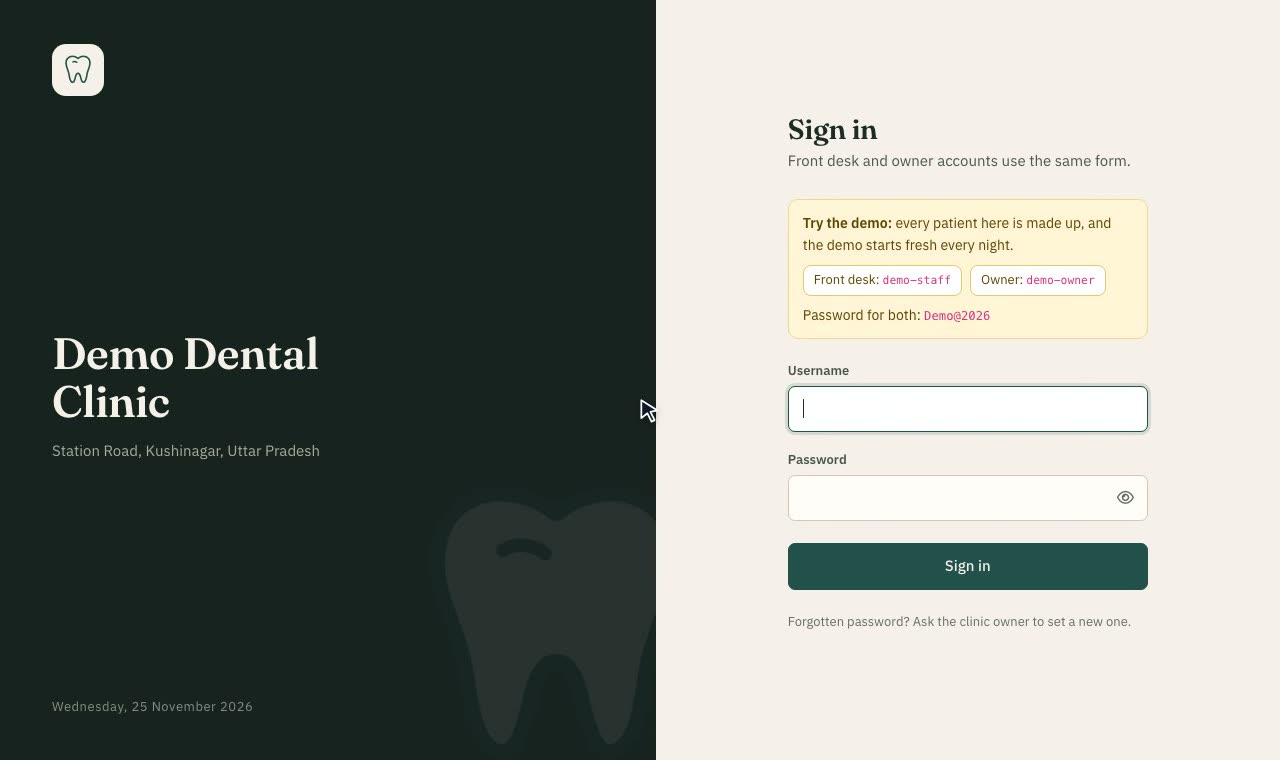 Demo Dental
Clinic
Station Road, Kushinagar, Uttar Pradesh
Wednesday, 25 November 2026
Sign in
Front desk and owner accounts use the same form.
Try the demo: every patient here is made up, and
the demo starts fresh every night.
Front desk: demo-staff Owner: demo-owner
Password for both: Demo@2026
Username
Password
Sign in
Forgotten password? Ask the clinic owner to set a new one.